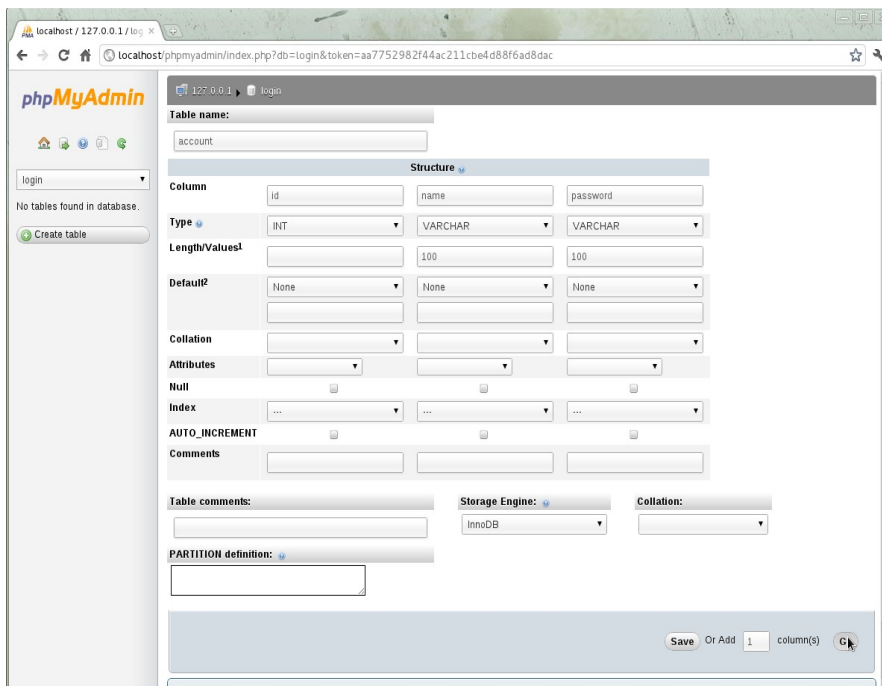 localhost / 127.0.0.1 / log
localhost/phpmyadmin/index.php?db=login&token=aa7752982f44ac211cbe4d88f6ad8dac
phpMyAdmin
login
No tables found in database.
Create table
127.0.0.1 login
Table name:
account
Structure
Column id name password
Type INT VARCHAR VARCHAR
Length/Values1 100 100
Default2 None None None
Collation
Attributes
Null
Index ... ... ...
AUTO_INCREMENT
Comments
Table comments: Storage Engine: Collation:
InnoDB
PARTITION definition:
Save Or Add 1 column(s)